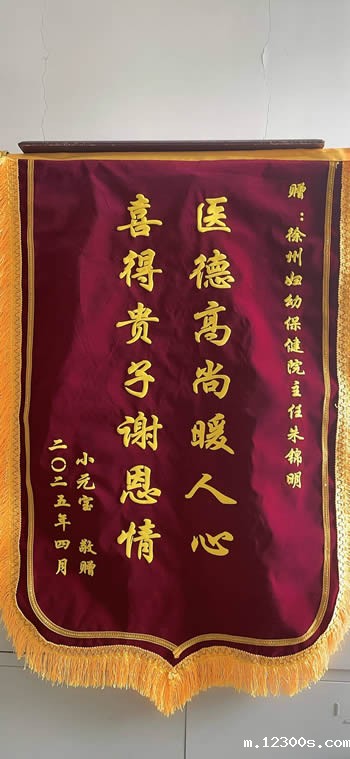 赠：徐州妇幼保健院主任朱锦明
医德高尚暖人心
喜得贵子谢恩情
小元宝 敬赠
二〇二五年四月
m.12300s.com